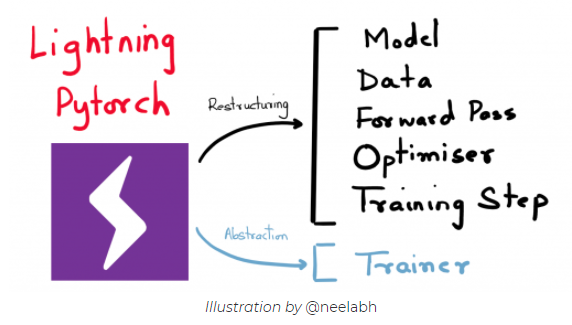 Lightning
Pytorch
Restructuring
Model
Data
Forward Pass
Optimiser
Training Step
Abstraction
Trainer
Illustration by @neelabh